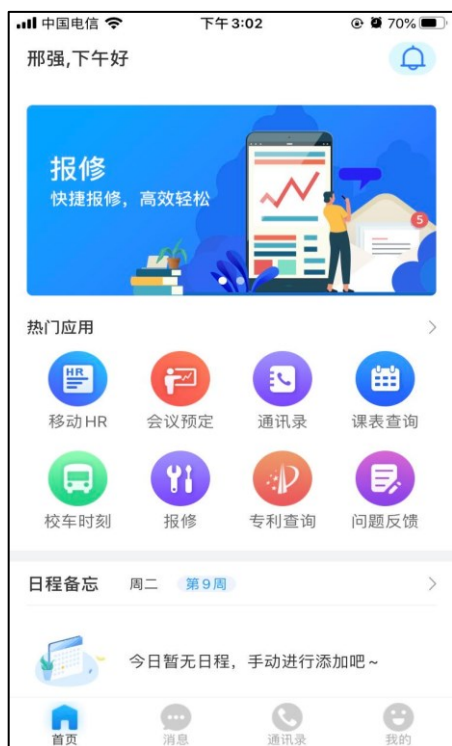 中国电信 下午3:02 70%
邢强,下午好
报修
快捷报修，高效轻松
5
热门应用
HR
移动HR 会议预定 通讯录 课表查询
校车时刻 报修 专利查询 问题反馈
日程备忘 周二 第9周
今日暂无日程，手动进行添加吧~
首页 消息 通讯录 我的